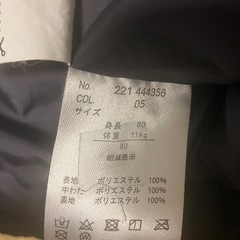 No. 221 444356
COL 05
サイズ
身長 80
体重 11kg
80
組成表示
表地 ポリエステル 100%
中わた ポリエステル 100%
裏地 ポリエステル 100%